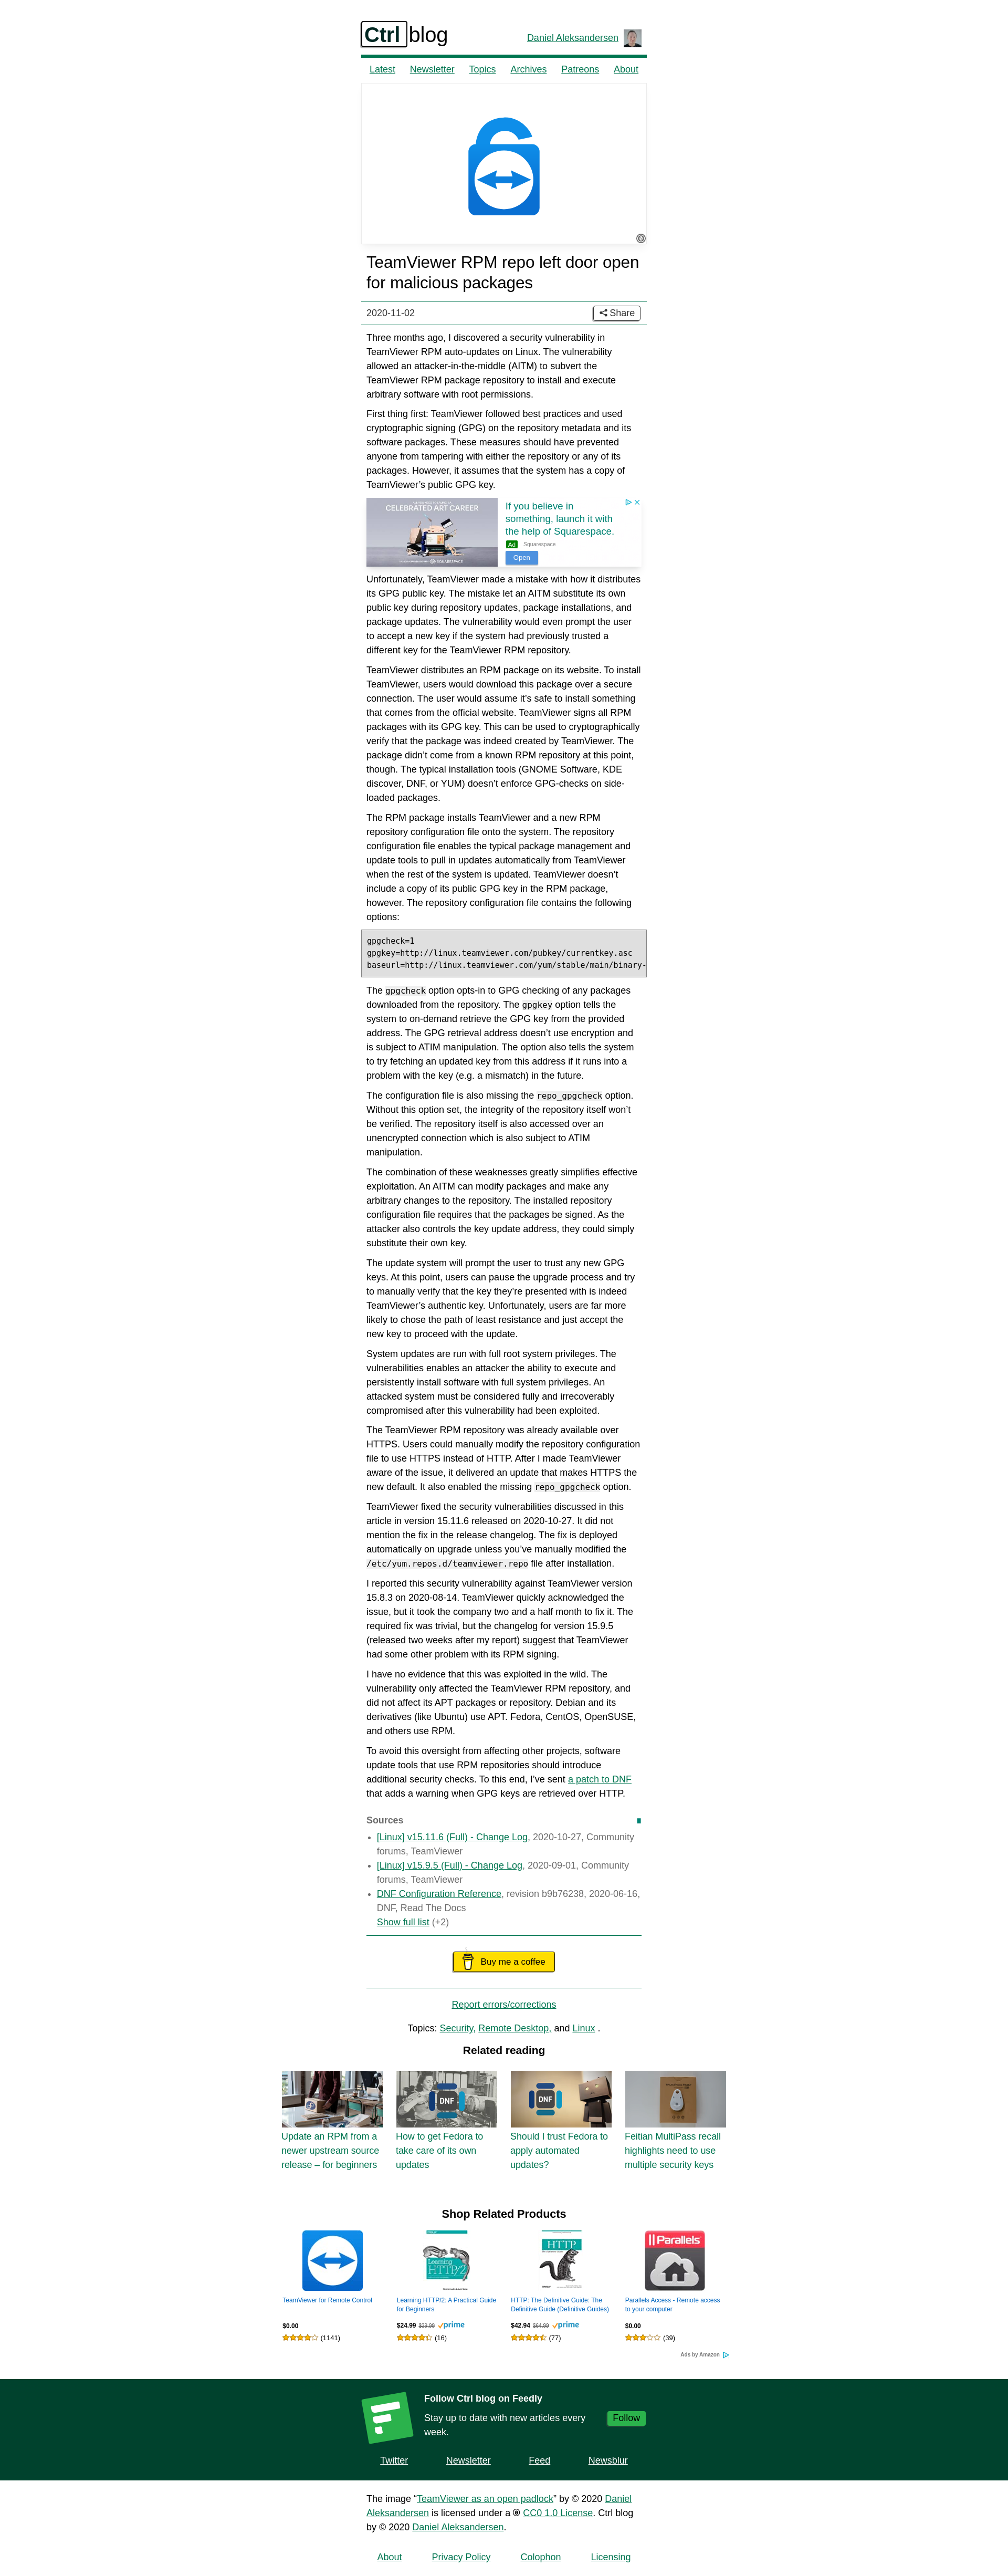 Ctrl blog
Daniel Aleksandersen
Latest Newsletter Topics Archives Patreons About
TeamViewer RPM repo left door open
for malicious packages
2020-11-02
Share
Three months ago, I discovered a security vulnerability in
TeamViewer RPM auto-updates on Linux. The vulnerability
allowed an attacker-in-the-middle (AITM) to subvert the
TeamViewer RPM package repository to install and execute
arbitrary software with root permissions.
First thing first: TeamViewer followed best practices and used
cryptographic signing (GPG) on the repository metadata and its
software packages. These measures should have prevented
anyone from tampering with either the repository or any of its
packages. However, it assumes that the system has a copy of
TeamViewer’s public GPG key.
CELEBRATED ART CAREER
If you believe in
something, launch it with
the help of Squarespace.
Ad Squarespace
Open
Unfortunately, TeamViewer made a mistake with how it distributes
its GPG public key. The mistake let an AITM substitute its own
public key during repository updates, package installations, and
package updates. The vulnerability would even prompt the user
to accept a new key if the system had previously trusted a
different key for the TeamViewer RPM repository.
TeamViewer distributes an RPM package on its website. To install
TeamViewer, users would download this package over a secure
connection. The user would assume it’s safe to install something
that comes from the official website. TeamViewer signs all RPM
packages with its GPG key. This can be used to cryptographically
verify that the package was indeed created by TeamViewer. The
package didn’t come from a known RPM repository at this point,
though. The typical installation tools (GNOME Software, KDE
discover, DNF, or YUM) doesn’t enforce GPG-checks on side-
loaded packages.
The RPM package installs TeamViewer and a new RPM
repository configuration file onto the system. The repository
configuration file enables the typical package management and
update tools to pull in updates automatically from TeamViewer
when the rest of the system is updated. TeamViewer doesn’t
include a copy of its public GPG key in the RPM package,
however. The repository configuration file contains the following
options:
gpgcheck=1
gpgkey=http://linux.teamviewer.com/pubkey/currentkey.asc
baseurl=http://linux.teamviewer.com/yum/stable/main/binary-
The gpgcheck option opts-in to GPG checking of any packages
downloaded from the repository. The gpgkey option tells the
system to on-demand retrieve the GPG key from the provided
address. The GPG retrieval address doesn’t use encryption and
is subject to ATIM manipulation. The option also tells the system
to try fetching an updated key from this address if it runs into a
problem with the key (e.g. a mismatch) in the future.
The configuration file is also missing the repo_gpgcheck option.
Without this option set, the integrity of the repository itself won’t
be verified. The repository itself is also accessed over an
unencrypted connection which is also subject to ATIM
manipulation.
The combination of these weaknesses greatly simplifies effective
exploitation. An AITM can modify packages and make any
arbitrary changes to the repository. The installed repository
configuration file requires that the packages be signed. As the
attacker also controls the key update address, they could simply
substitute their own key.
The update system will prompt the user to trust any new GPG
keys. At this point, users can pause the upgrade process and try
to manually verify that the key they’re presented with is indeed
TeamViewer’s authentic key. Unfortunately, users are far more
likely to chose the path of least resistance and just accept the
new key to proceed with the update.
System updates are run with full root system privileges. The
vulnerabilities enables an attacker the ability to execute and
persistently install software with full system privileges. An
attacked system must be considered fully and irrecoverably
compromised after this vulnerability had been exploited.
The TeamViewer RPM repository was already available over
HTTPS. Users could manually modify the repository configuration
file to use HTTPS instead of HTTP. After I made TeamViewer
aware of the issue, it delivered an update that makes HTTPS the
new default. It also enabled the missing repo_gpgcheck option.
TeamViewer fixed the security vulnerabilities discussed in this
article in version 15.11.6 released on 2020-10-27. It did not
mention the fix in the release changelog. The fix is deployed
automatically on upgrade unless you’ve manually modified the
/etc/yum.repos.d/teamviewer.repo file after installation.
I reported this security vulnerability against TeamViewer version
15.8.3 on 2020-08-14. TeamViewer quickly acknowledged the
issue, but it took the company two and a half month to fix it. The
required fix was trivial, but the changelog for version 15.9.5
(released two weeks after my report) suggest that TeamViewer
had some other problem with its RPM signing.
I have no evidence that this was exploited in the wild. The
vulnerability only affected the TeamViewer RPM repository, and
did not affect its APT packages or repository. Debian and its
derivatives (like Ubuntu) use APT. Fedora, CentOS, OpenSUSE,
and others use RPM.
To avoid this oversight from affecting other projects, software
update tools that use RPM repositories should introduce
additional security checks. To this end, I’ve sent a patch to DNF
that adds a warning when GPG keys are retrieved over HTTP.
Sources
[Linux] v15.11.6 (Full) - Change Log, 2020-10-27, Community
forums, TeamViewer
[Linux] v15.9.5 (Full) - Change Log, 2020-09-01, Community
forums, TeamViewer
DNF Configuration Reference, revision b9b76238, 2020-06-16,
DNF, Read The Docs
Show full list (+2)
Buy me a coffee
Report errors/corrections
Topics: Security, Remote Desktop, and Linux .
Related reading
DNF
DNF
Update an RPM from a
newer upstream source
release – for beginners
How to get Fedora to
take care of its own
updates
Should I trust Fedora to
apply automated
updates?
Feitian MultiPass recall
highlights need to use
multiple security keys
Shop Related Products
Learning
HTTP/2
HTTP
Parallels
TeamViewer for Remote Control
$0.00
(1141)
Learning HTTP/2: A Practical Guide
for Beginners
$24.99 $39.99 prime
(16)
HTTP: The Definitive Guide: The
Definitive Guide (Definitive Guides)
$42.94 $64.99 prime
(77)
Parallels Access - Remote access
to your computer
$0.00
(39)
Ads by Amazon
Follow Ctrl blog on Feedly
Stay up to date with new articles every
week.
Follow
Twitter Newsletter Feed Newsblur
The image “TeamViewer as an open padlock” by © 2020 Daniel
Aleksandersen is licensed under a CC0 1.0 License. Ctrl blog
by © 2020 Daniel Aleksandersen.
About Privacy Policy Colophon Licensing